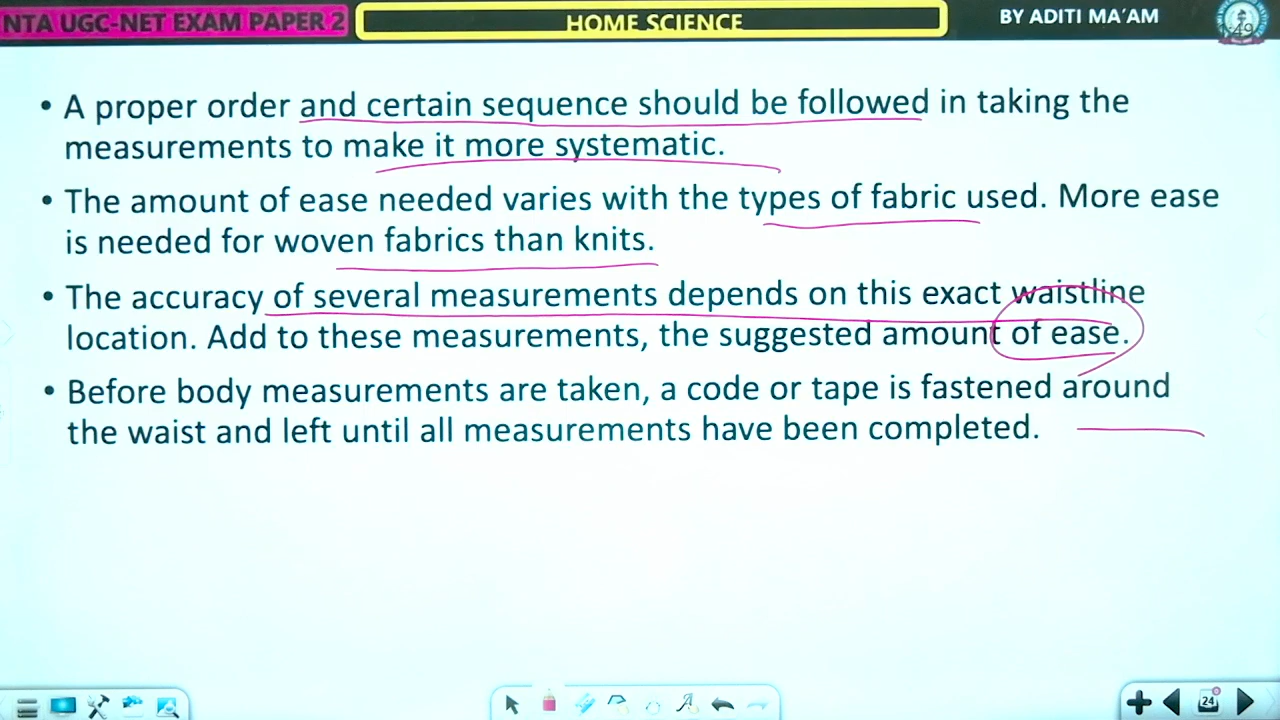 NTA UGC-NET EXAM PAPER 2
HOME SCIENCE
BY ADITI MA'AM
49
• A proper order and certain sequence should be followed in taking the
measurements to make it more systematic.
• The amount of ease needed varies with the types of fabric used. More ease
is needed for woven fabrics than knits.
• The accuracy of several measurements depends on this exact waistline
location. Add to these measurements, the suggested amount of ease.
• Before body measurements are taken, a code or tape is fastened around
the waist and left until all measurements have been completed.
24